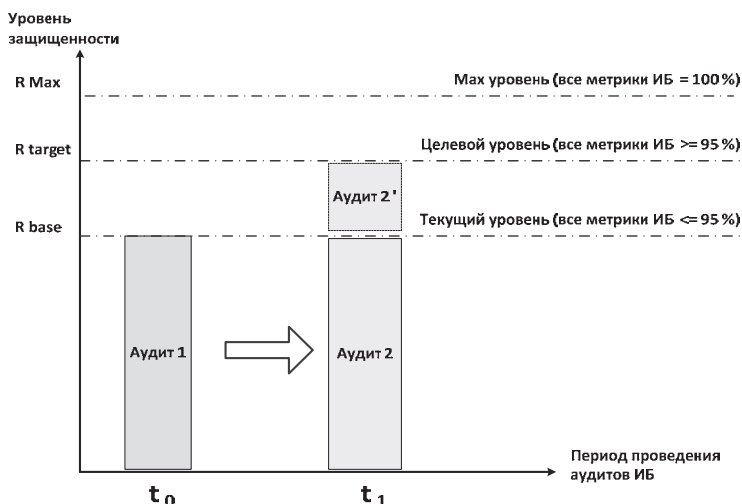 Уровень
защищенности
R Max
Max уровень (все метрики ИБ = 100 %)
R target
Целевой уровень (все метрики ИБ >= 95 %)
Аудит 2'
R base
Текущий уровень (все метрики ИБ <= 95 %)
Аудит 1
Аудит 2
Период проведения
аудитов ИБ
t0
t1